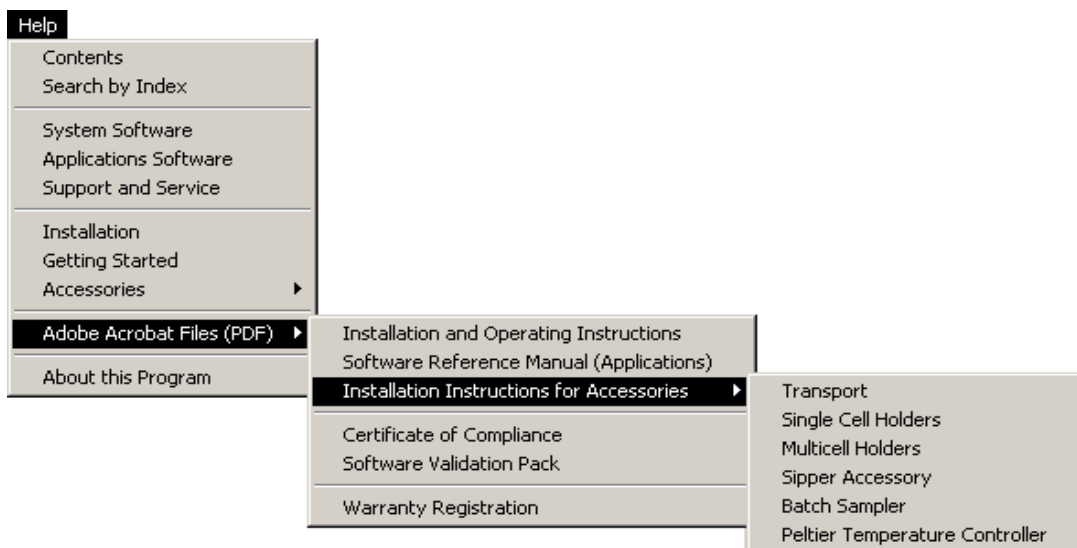 Help
Contents
Search by Index
System Software
Applications Software
Support and Service
Installation
Getting Started
Accessories
Adobe Acrobat Files (PDF)
About this Program
Installation and Operating Instructions
Software Reference Manual (Applications)
Installation Instructions for Accessories
Certificate of Compliance
Software Validation Pack
Warranty Registration
Transport
Single Cell Holders
Multicell Holders
Sipper Accessory
Batch Sampler
Peltier Temperature Controller